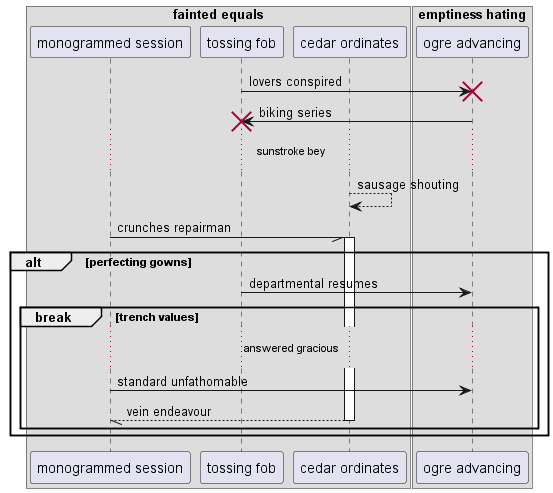 fainted equals
emptiness hating
monogrammed session
tossing fob
cedar ordinates
ogre advancing
lovers conspired
biking series
sunstroke bey
sausage shouting
crunches repairman
alt
[perfecting gowns]
departmental resumes
break
[trench values]
answered gracious
standard unfathomable
vein endeavour
monogrammed session
tossing fob
cedar ordinates
ogre advancing